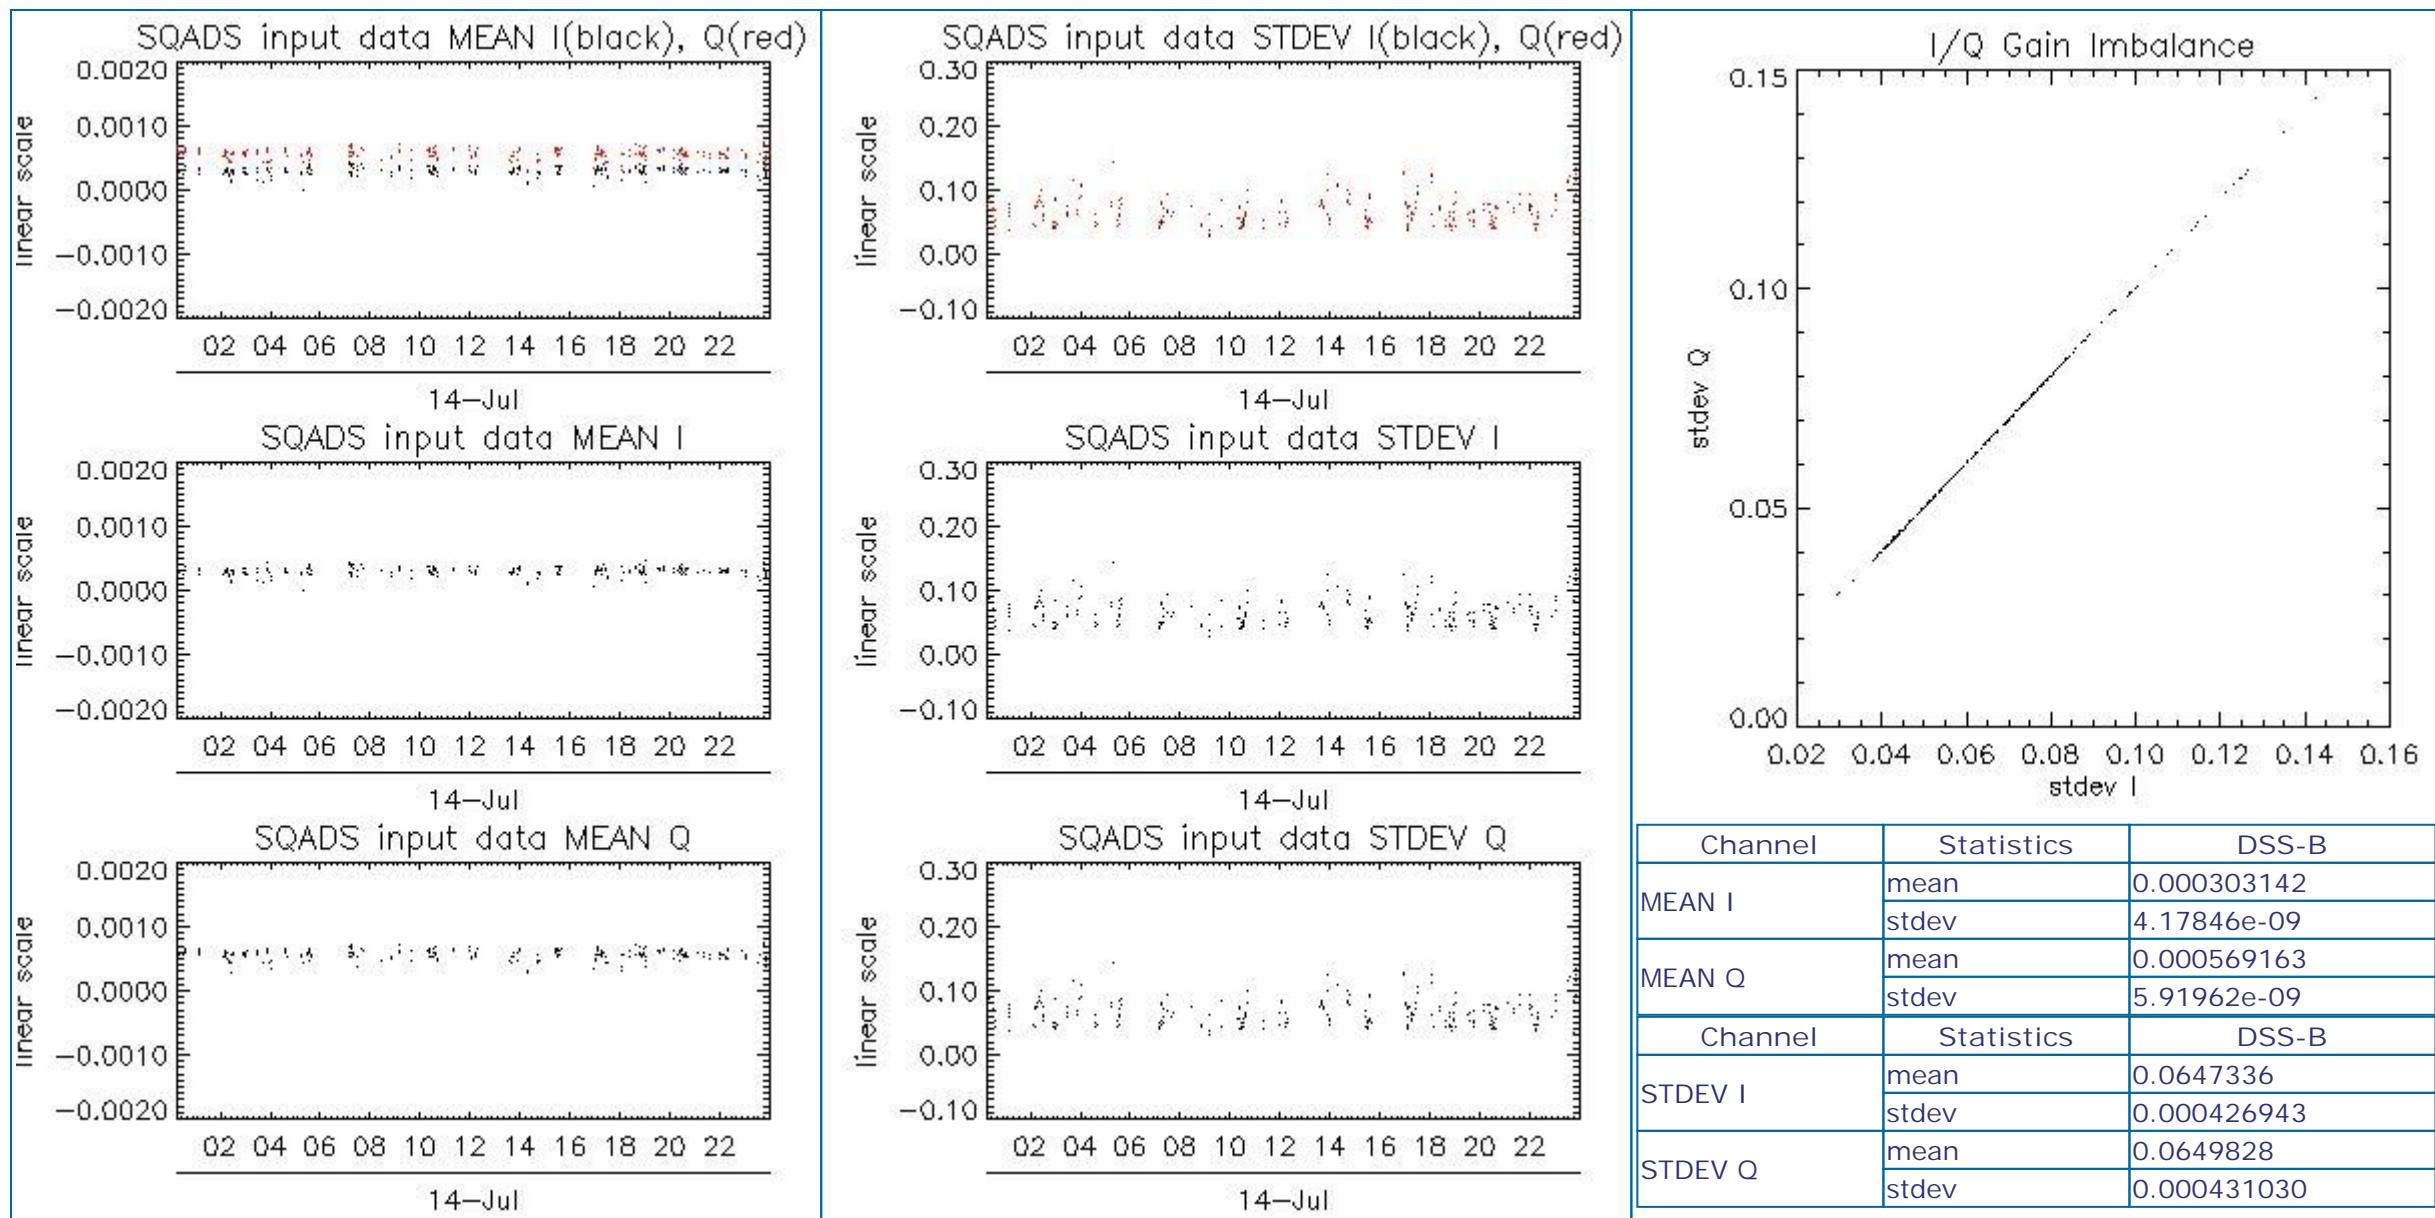 SQADS input data MEAN I(black), Q(red)
0.0020
0.0010
0.0000
-0.0010
-0.0020
linear scale
02 04 06 08 10 12 14 16 18 20 22
14-Jul
SQADS input data MEAN I
0.0020
0.0010
0.0000
-0.0010
-0.0020
linear scale
02 04 06 08 10 12 14 16 18 20 22
14-Jul
SQADS input data MEAN Q
0.0020
0.0010
0.0000
-0.0010
-0.0020
linear scale
02 04 06 08 10 12 14 16 18 20 22
14-Jul
SQADS input data STDEV I(black), Q(red)
0.30
0.20
0.10
0.00
-0.10
linear scale
02 04 06 08 10 12 14 16 18 20 22
14-Jul
SQADS input data STDEV I
0.30
0.20
0.10
0.00
-0.10
linear scale
02 04 06 08 10 12 14 16 18 20 22
14-Jul
SQADS input data STDEV Q
0.30
0.20
0.10
0.00
-0.10
linear scale
02 04 06 08 10 12 14 16 18 20 22
14-Jul
I/Q Gain Imbalance
0.15
0.10
0.05
0.00
stdev Q
0.02 0.04 0.06 0.08 0.10 0.12 0.14 0.16
stdev I
Channel Statistics DSS-B
MEAN I mean 0.000303142
stdev 4.17846e-09
MEAN Q mean 0.000569163
stdev 5.91962e-09
Channel Statistics DSS-B
STDEV I mean 0.0647336
stdev 0.000426943
STDEV Q mean 0.0649828
stdev 0.000431030